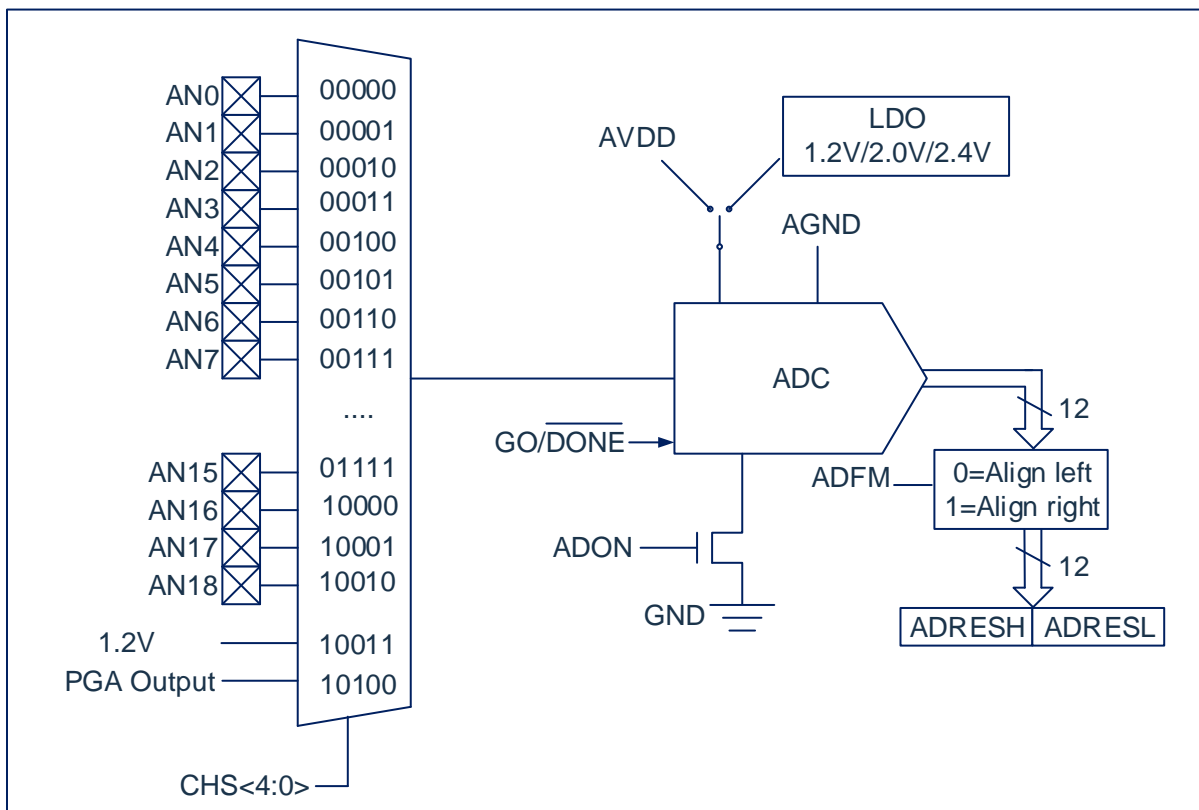 AN0
00000
AN1
00001
AN2
00010
AN3
00011
AN4
00100
AN5
00101
AN6
00110
AN7
00111
....
AN15
01111
AN16
10000
AN17
10001
AN18
10010
1.2V
10011
PGA Output
10100
CHS<4:0>
AVDD
LDO
1.2V/2.0V/2.4V
AGND
ADC
GO/DONE
ADON
GND
12
ADFM
0=Align left
1=Align right
12
ADRESH
ADRESL